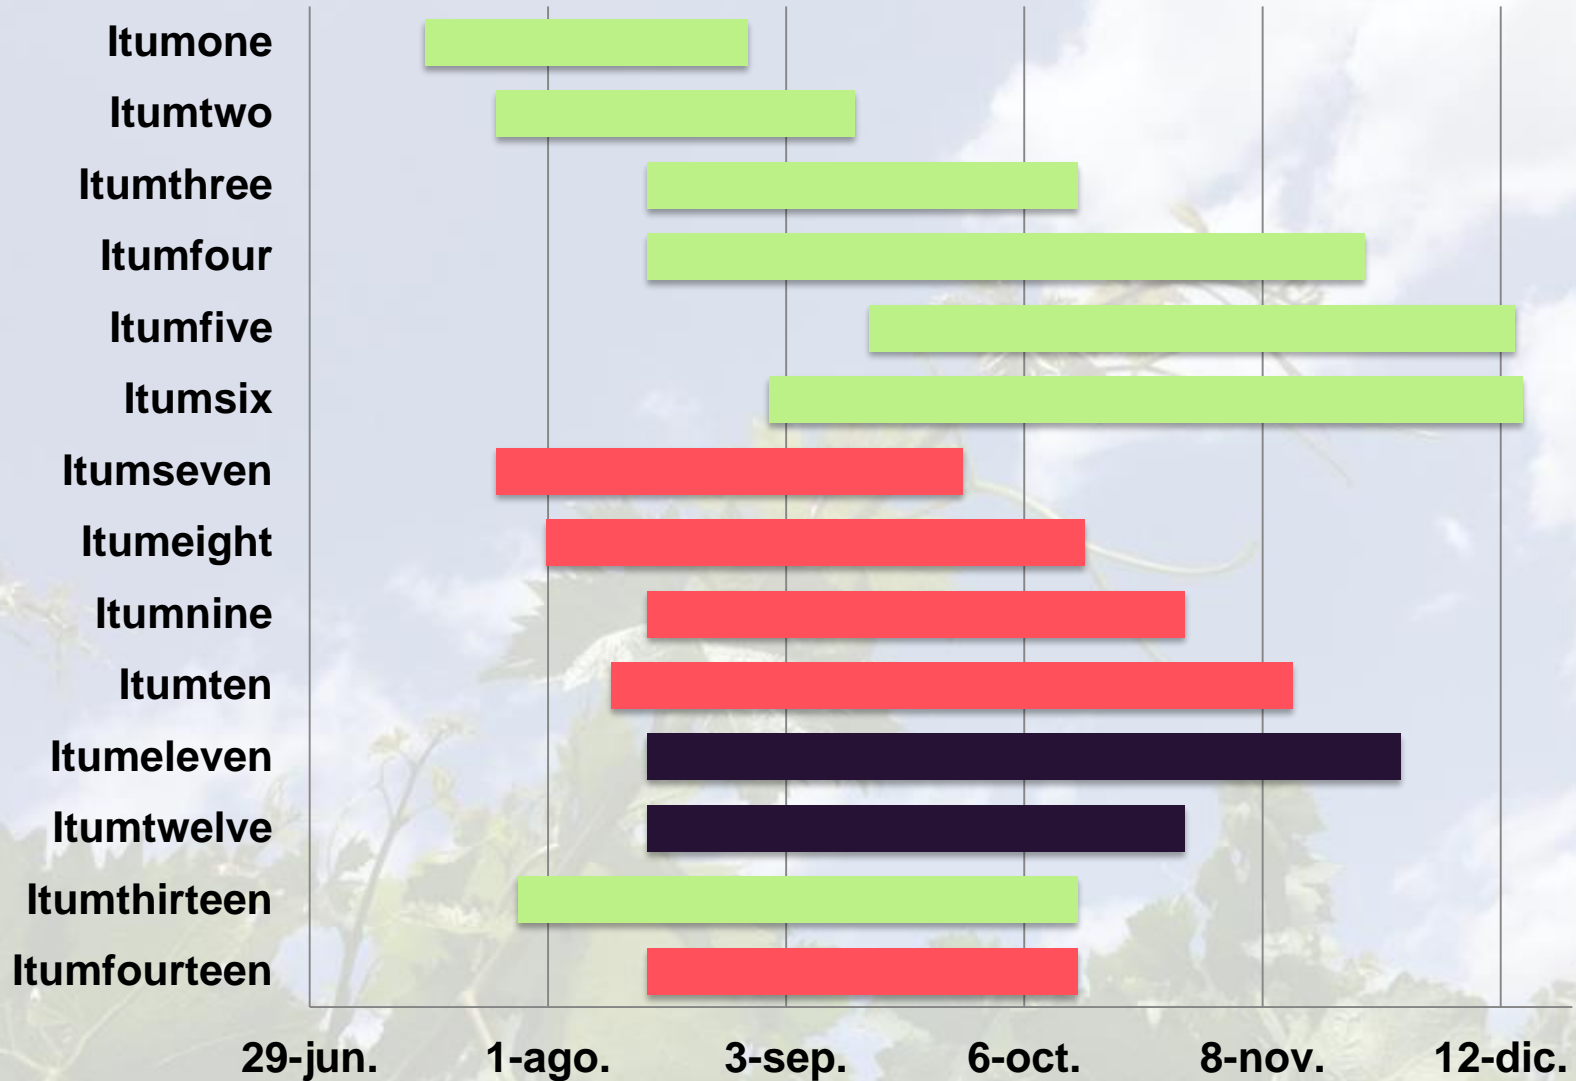 Itumone
Itumtwo
Itumthree
Itumfour
Itumfive
Itumsix
Itumseven
Itumeight
Itumnine
Itumten
Itumeleven
Itumtwelve
Itumthirteen
Itumfourteen
29-jun. 1-ago. 3-sep. 6-oct. 8-nov. 12-dic.